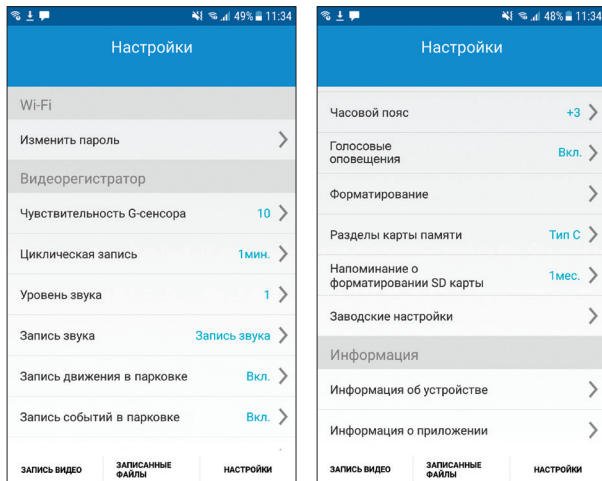 49% 11:34
Настройки
Wi-Fi
Изменить пароль
Видеорегистратор
Чувствительность G-сенсора 10
Циклическая запись 1мин.
Уровень звука 1
Запись звука Запись звука
Запись движения в парковке Вкл.
Запись событий в парковке Вкл.
ЗАПИСЬ ВИДЕО ЗАПИСАННЫЕ ФАЙЛЫ НАСТРОЙКИ
48% 11:34
Настройки
Часовой пояс +3
Голосовые
оповещения Вкл.
Форматирование
Разделы карты памяти Тип C
Напоминание о
форматировании SD карты 1мес.
Заводские настройки
Информация
Информация об устройстве
Информация о приложении
ЗАПИСЬ ВИДЕО ЗАПИСАННЫЕ ФАЙЛЫ НАСТРОЙКИ